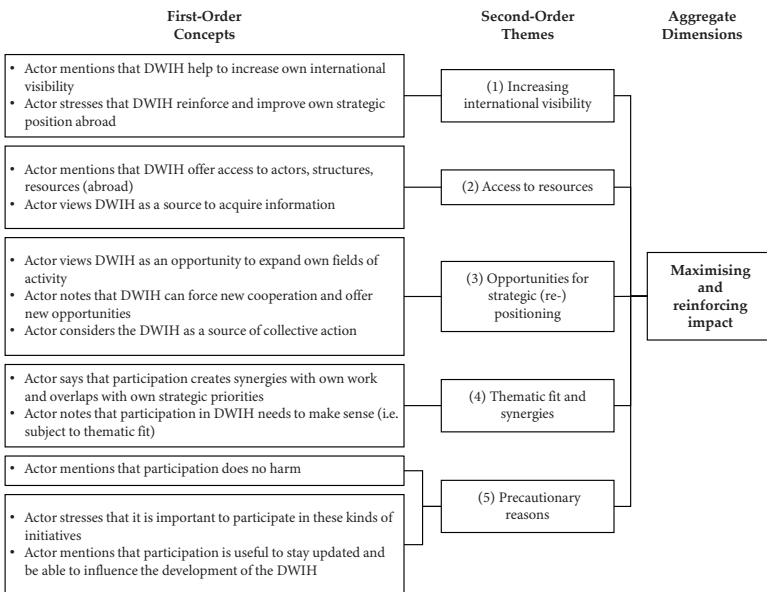 First-Order
Concepts
Second-Order
Themes
Aggregate
Dimensions
• Actor mentions that DWIH help to increase own international
visibility
• Actor stresses that DWIH reinforce and improve own strategic
position abroad
(1) Increasing
international visibility
• Actor mentions that DWIH offer access to actors, structures,
resources (abroad)
• Actor views DWIH as a source to acquire information
(2) Access to resources
• Actor views DWIH as an opportunity to expand own fields of
activity
• Actor notes that DWIH can force new cooperation and offer
new opportunities
• Actor considers the DWIH as a source of collective action
(3) Opportunities for
strategic (re-)
positioning
Maximising
and
reinforcing
impact
• Actor says that participation creates synergies with own work
and overlaps with own strategic priorities
• Actor notes that participation in DWIH needs to make sense (i.e.
subject to thematic fit)
(4) Thematic fit and
synergies
• Actor mentions that participation does no harm
• Actor stresses that it is important to participate in these kinds of
initiatives
• Actor mentions that participation is useful to stay updated and
be able to influence the development of the DWIH
(5) Precautionary
reasons